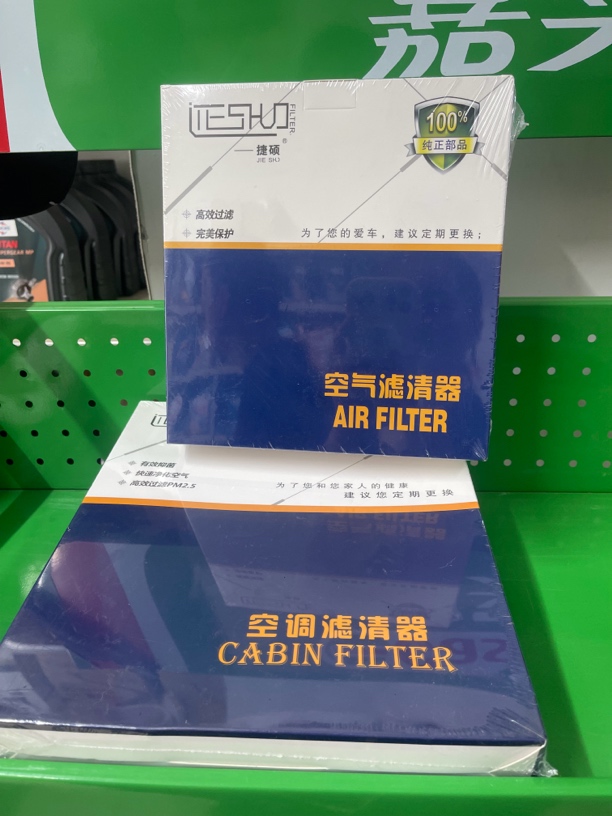 嘉
JIESHUO
FILTER
®
捷硕
JIE SHJ
100%
纯正部品
高效过滤
完美保护
为了您的爱车，建议定期更换；
空气滤清器
AIR FILTER
有效抑菌
快速净化空气
高效过滤PM2.5
为了您和您家人的健康
建议您定期更换
空调滤清器
CABIN FILTER